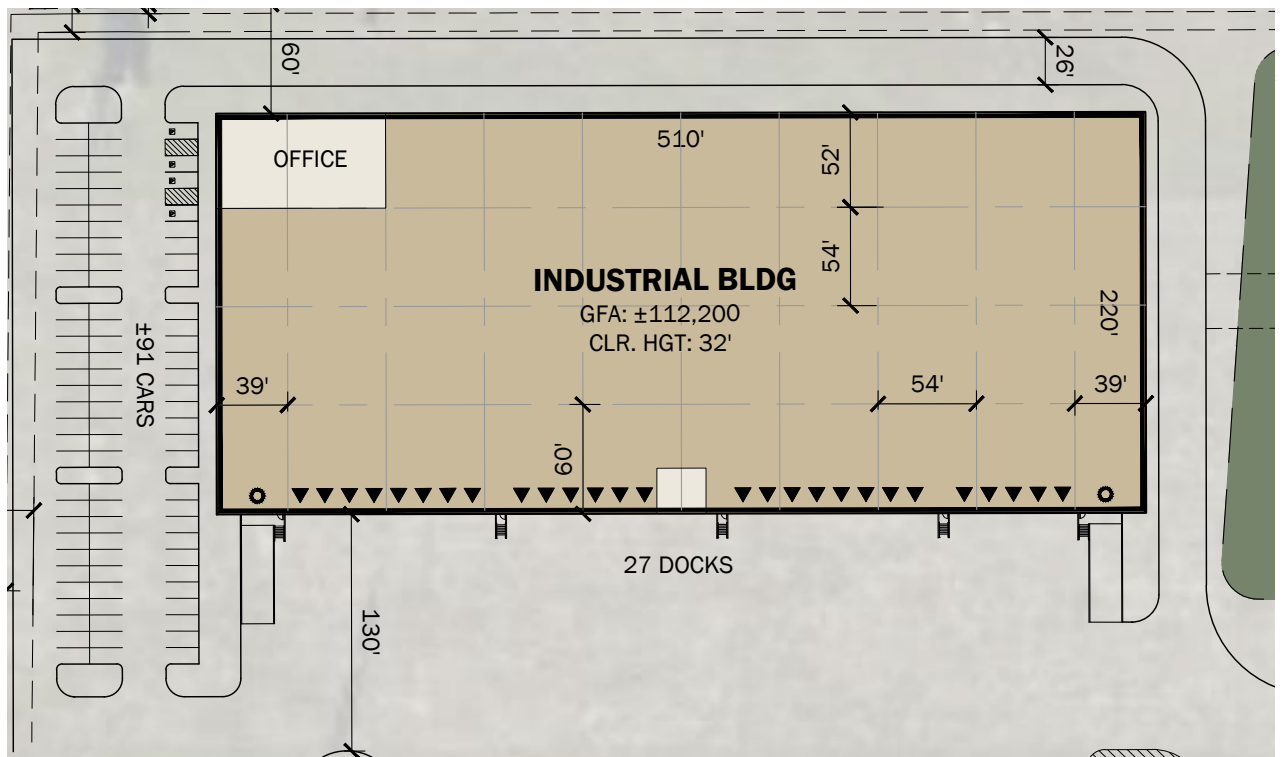 60'
26'
OFFICE
510'
52'
54'
INDUSTRIAL BLDG
GFA: ±112,200
CLR. HGT: 32'
220'
±91 CARS
39'
54'
39'
60'
27 DOCKS
130'